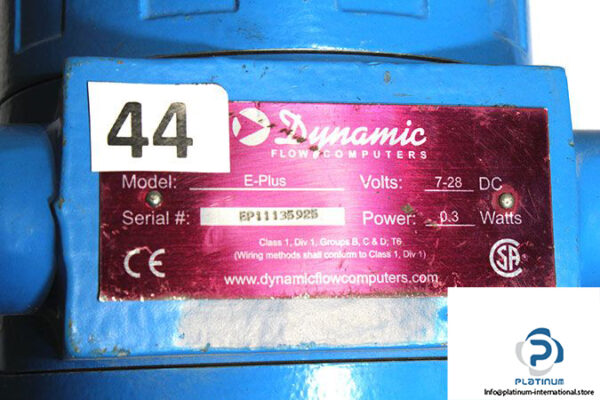 44
Dynamic
FLOW COMPUTERS
Model: E-Plus Volts: 7-28 DC
Serial #: EP11135925 Power: 0.3 Watts
Class 1, Div 1, Groups B, C & D; T6
(Wiring methods shall conform to Class 1, Div 1)
CE
SA
www.dynamicflowcomputers.com
PLATINUM
Info@platinum-international.store